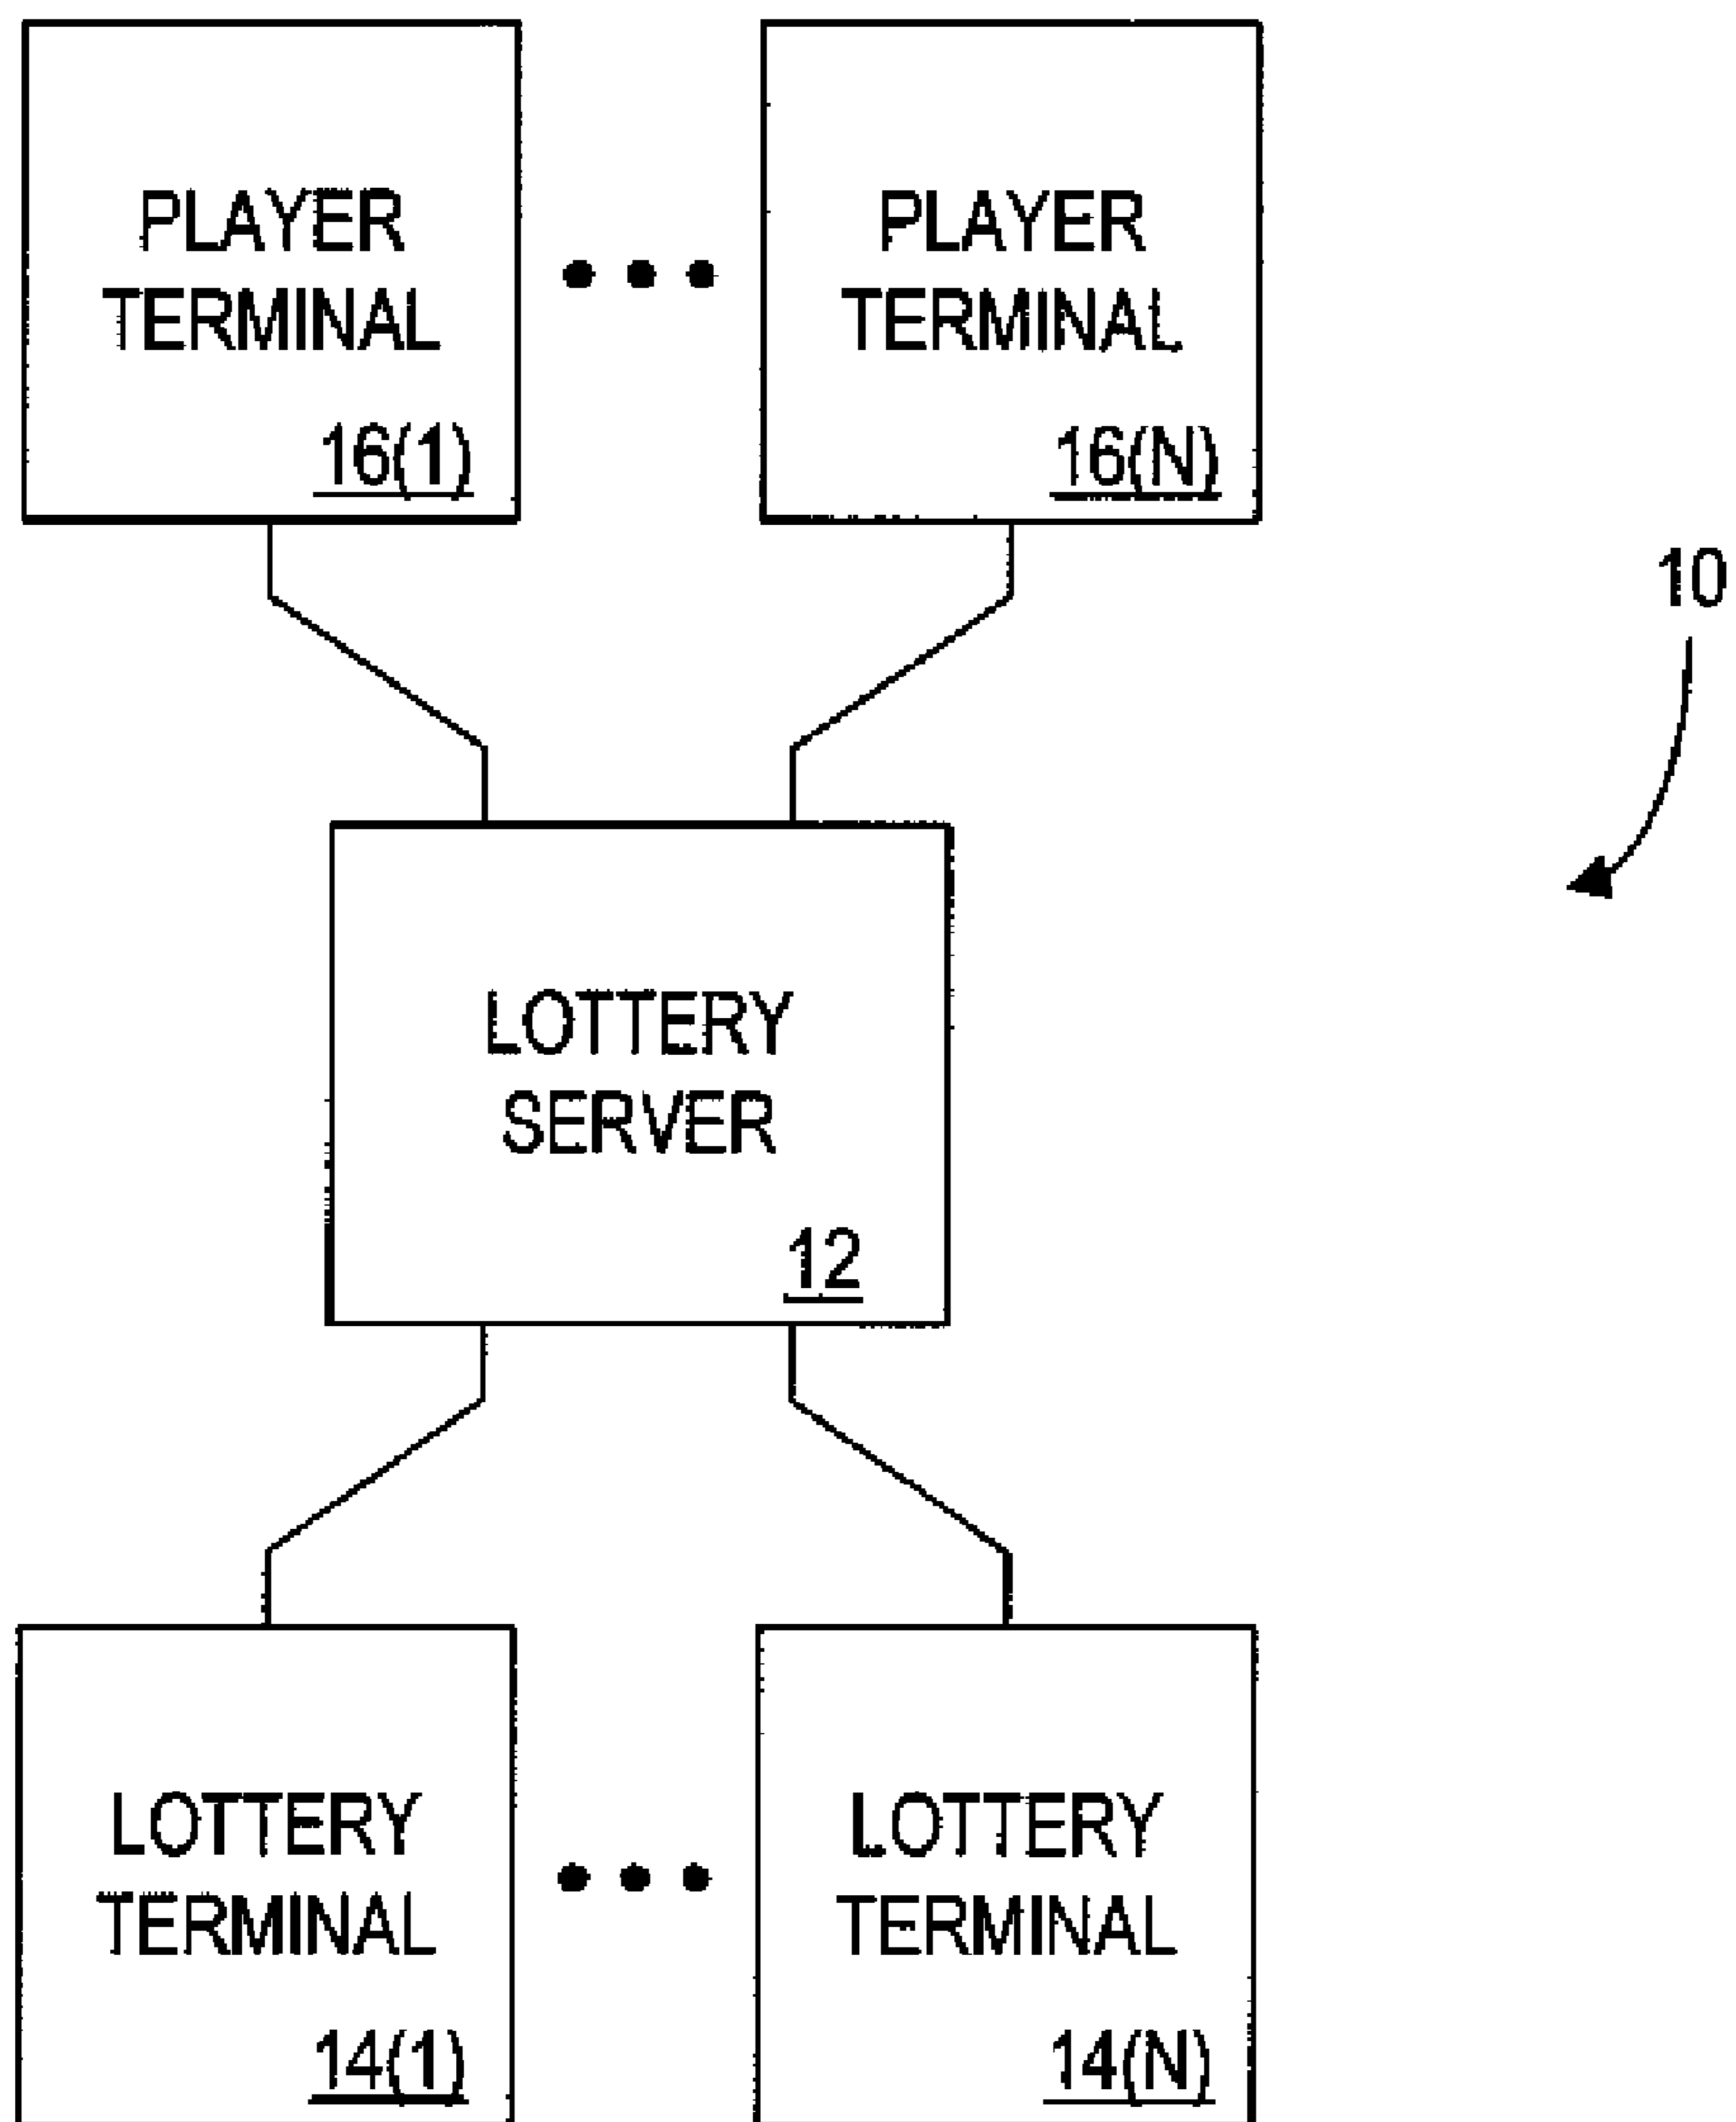 PLAYER
TERMINAL
16(1)
PLAYER
TERMINAL
16(N)
10
LOTTERY
SERVER
12
LOTTERY
TERMINAL
14(1)
LOTTERY
TERMINAL
14(N)